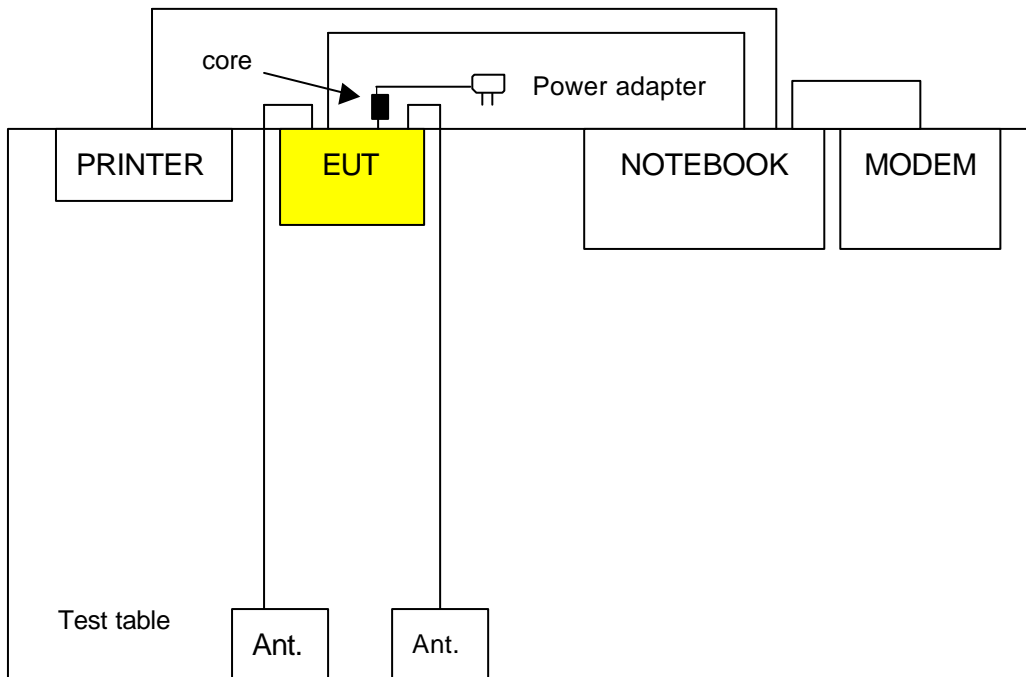 core
Power adapter
PRINTER
EUT
NOTEBOOK
MODEM
Test table
Ant.
Ant.